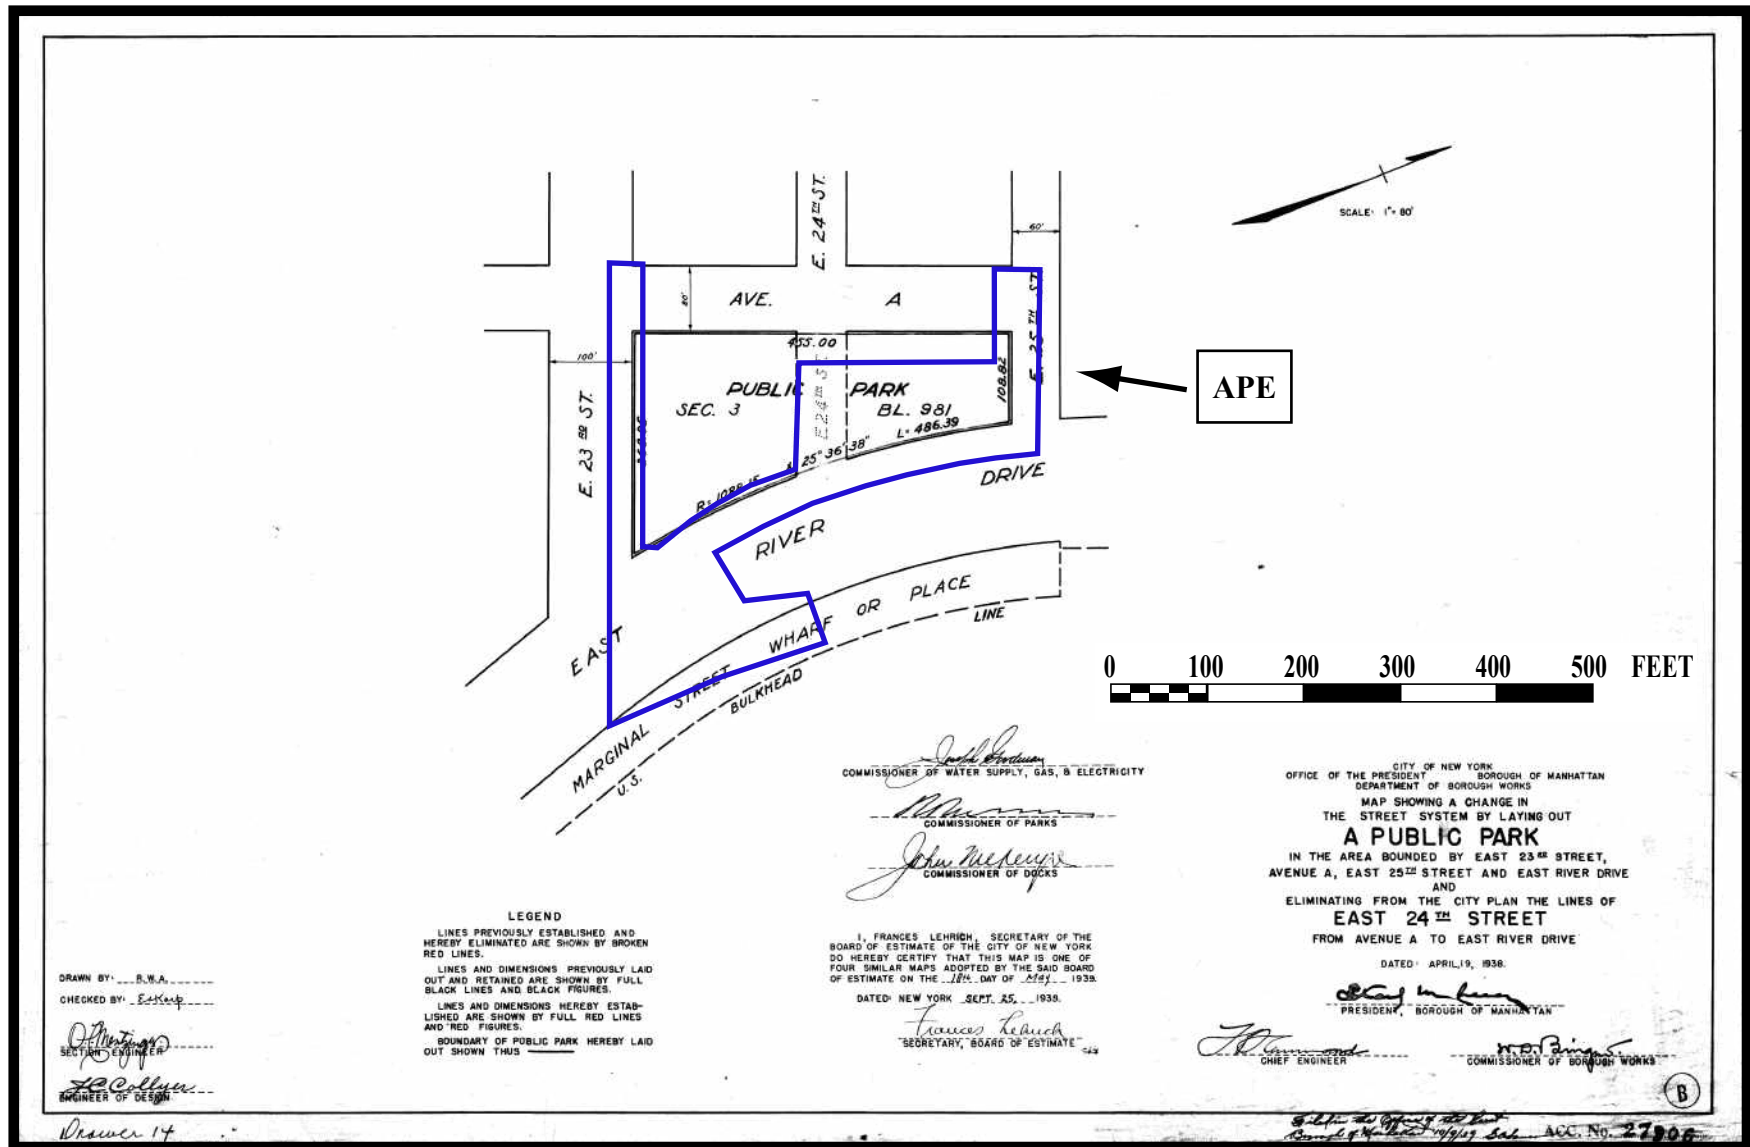 E. 24TH ST.
60'
SCALE: 1"= 80'
AVE. A
80'
E. 25TH ST.
455.00
100'
APE
PUBLIC PARK
SEC. 3
BL. 981
108.82
E. 24TH ST.
E. 23RD ST.
L= 486.39
25° 36' 38"
R= 1088.15
DRIVE
RIVER
EAST
MARGINAL STREET WHARF OR PLACE
U.S. BULKHEAD LINE
0 100 200 300 400 500 FEET
COMMISSIONER OF WATER SUPPLY, GAS, & ELECTRICITY
COMMISSIONER OF PARKS
COMMISSIONER OF DOCKS
CITY OF NEW YORK
OFFICE OF THE PRESIDENT BOROUGH OF MANHATTAN
DEPARTMENT OF BOROUGH WORKS
MAP SHOWING A CHANGE IN
THE STREET SYSTEM BY LAYING OUT
A PUBLIC PARK
IN THE AREA BOUNDED BY EAST 23RD STREET,
AVENUE A, EAST 25TH STREET AND EAST RIVER DRIVE
AND
ELIMINATING FROM THE CITY PLAN THE LINES OF
EAST 24TH STREET
FROM AVENUE A TO EAST RIVER DRIVE
DATED: APRIL, 19, 1938.
PRESIDENT, BOROUGH OF MANHATTAN
CHIEF ENGINEER
COMMISSIONER OF BOROUGH WORKS
LEGEND
LINES PREVIOUSLY ESTABLISHED AND
HEREBY ELIMINATED ARE SHOWN BY BROKEN
RED LINES.
LINES AND DIMENSIONS PREVIOUSLY LAID
OUT AND RETAINED ARE SHOWN BY FULL
BLACK LINES AND BLACK FIGURES.
LINES AND DIMENSIONS HEREBY ESTAB-
LISHED ARE SHOWN BY FULL RED LINES
AND RED FIGURES.
BOUNDARY OF PUBLIC PARK HEREBY LAID
OUT SHOWN THUS
I, FRANCES LEHRICH, SECRETARY OF THE
BOARD OF ESTIMATE OF THE CITY OF NEW YORK
DO HEREBY CERTIFY THAT THIS MAP IS ONE OF
FOUR SIMILAR MAPS ADOPTED BY THE SAID BOARD
OF ESTIMATE ON THE 18th DAY OF May 1939.
DATED: NEW YORK SEPT. 25, 1939.
Frances Lehrich
SECRETARY, BOARD OF ESTIMATE
DRAWN BY: R.W.A.
CHECKED BY:
SECTION ENGINEER
J.C. Collyer
ENGINEER OF DESIGN
B
Drawer 14
ACC. No.